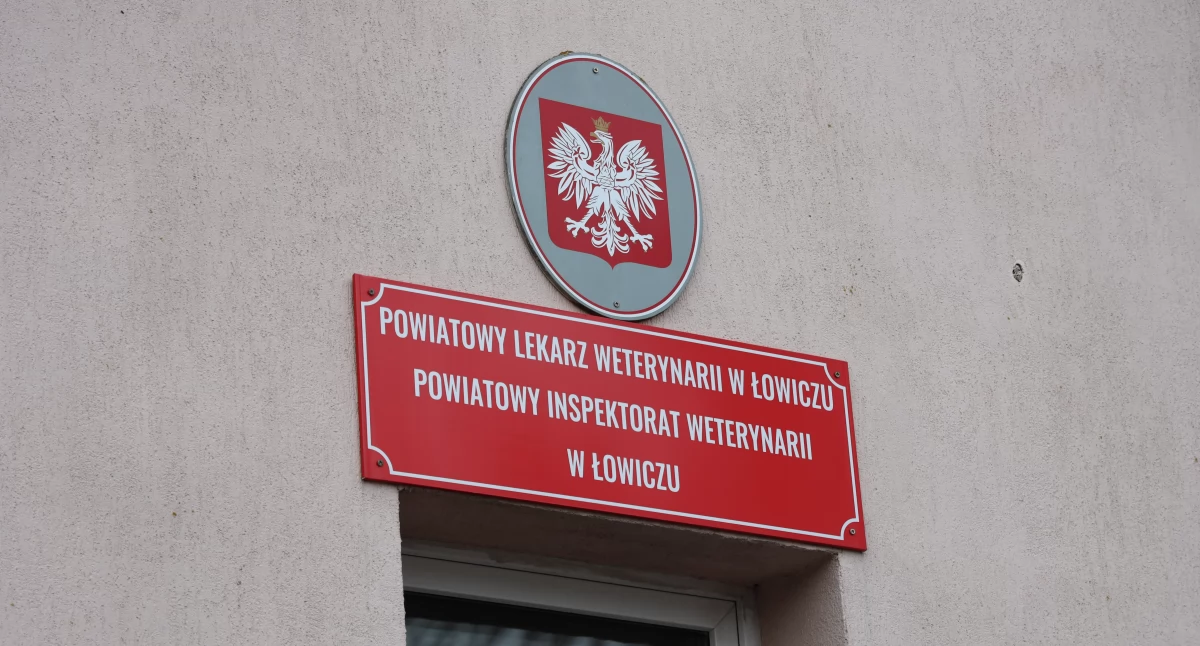 POWIATOWY LEKARZ WETERYNARII W ŁOWICZU
POWIATOWY INSPEKTORAT WETERYNARII
W ŁOWICZU